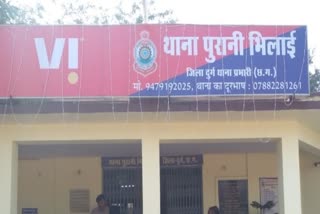 VI
थाना पुरानी भिलाई
जिला दुर्ग थाना प्रभारी (छ.ग.)
मो. 9479192025, थाना का दूरभाष : 07882281261
थाना पुरानी भि लाई जिला-दुर्ग, छ.ग.